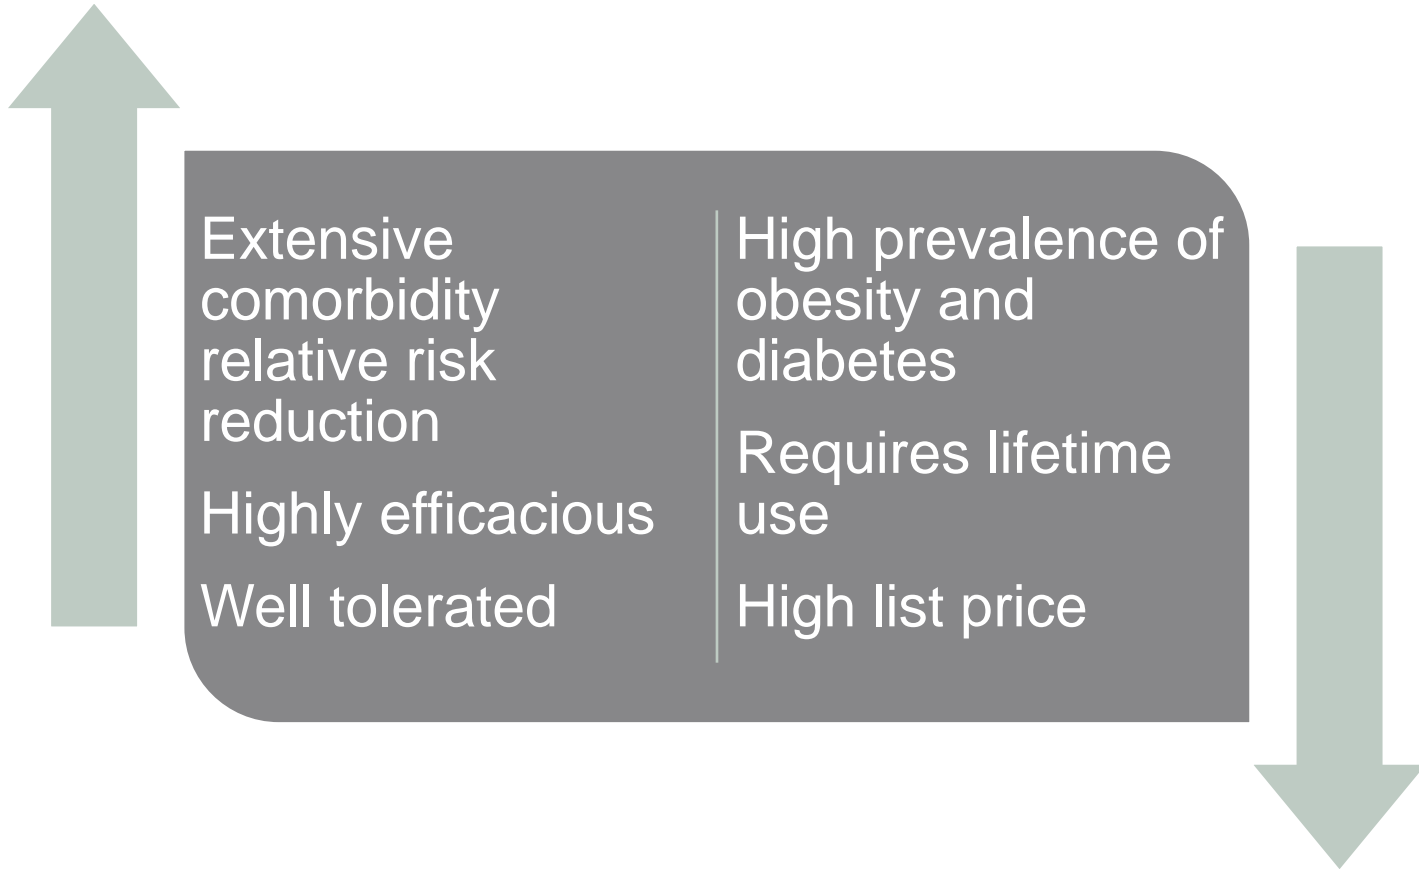 Extensive
comorbidity
relative risk
reduction
Highly efficacious
Well tolerated
High prevalence of
obesity and
diabetes
Requires lifetime
use
High list price